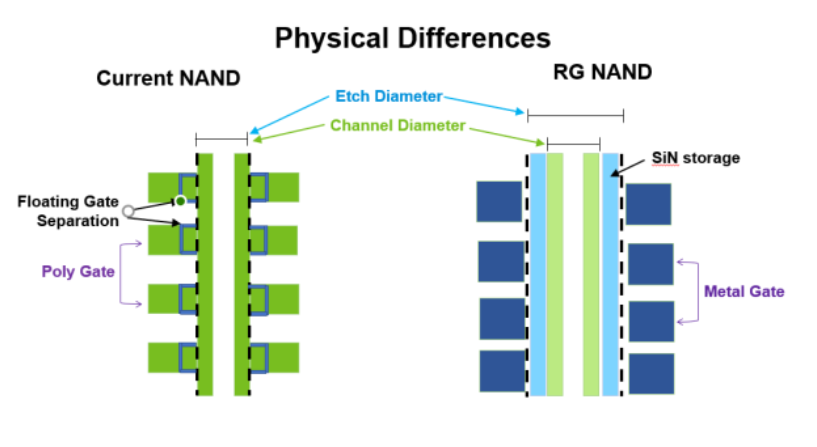 Physical Differences
Current NAND
RG NAND
Etch Diameter
Channel Diameter
SiN storage
Floating Gate
Separation
Poly Gate
Metal Gate